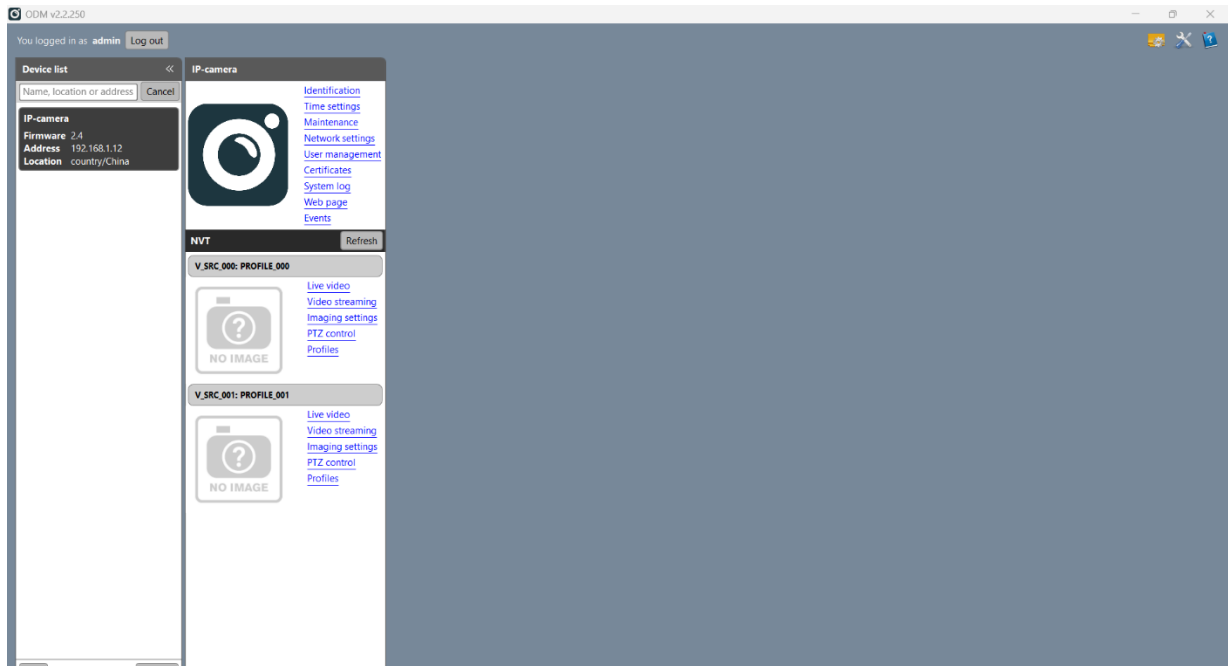 ODM v2.2.250
You logged in as admin Log out
Device list «
Name, location or address Cancel
IP-camera
Firmware 2.4
Address 192.168.1.12
Location country/China
IP-camera
Identification
Time settings
Maintenance
Network settings
User management
Certificates
System log
Web page
Events
NVT Refresh
V_SRC_000: PROFILE_000
NO IMAGE
Live video
Video streaming
Imaging settings
PTZ control
Profiles
V_SRC_001: PROFILE_001
NO IMAGE
Live video
Video streaming
Imaging settings
PTZ control
Profiles